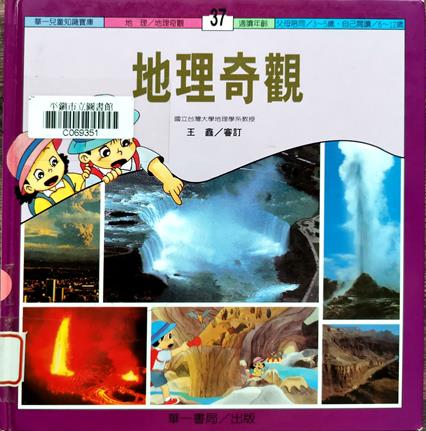 華一兒童知識寶庫 地 理／地理奇觀 37 適讀年齡 父母陪同／3～5歲・自己閱讀／6～12歲
地理奇觀
平鎮市立圖書館
C069351
國立台灣大學地理學系教授
王 鑫／審訂
華一書局／出版